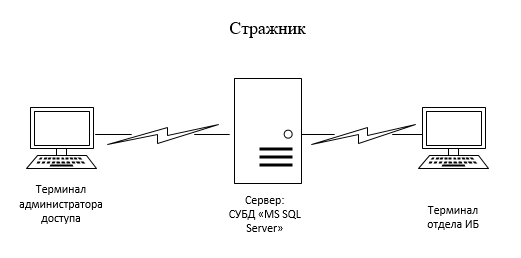 Стражник
Терминал
администратора
доступа
Сервер:
СУБД «MS SQL
Server»
Терминал
отдела ИБ